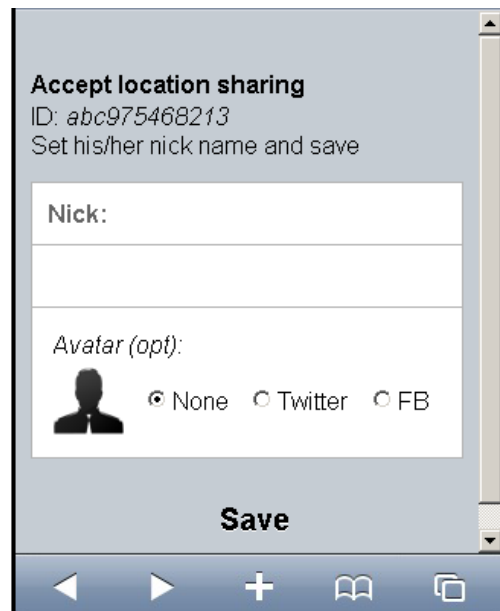 Accept location sharing
ID: abc975468213
Set his/her nick name and save
Nick:
Avatar (opt):
None Twitter FB
Save